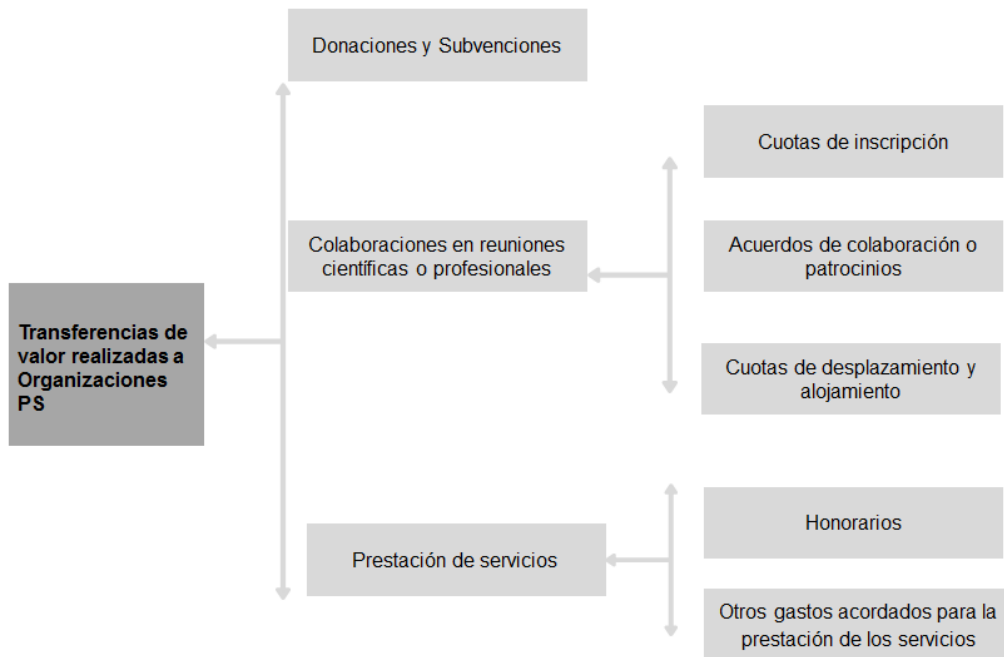 Donaciones y Subvenciones
Cuotas de inscripción
Colaboraciones en reuniones
científicas o profesionales
Acuerdos de colaboración o
patrocinios
Transferencias de
valor realizadas a
Organizaciones
PS
Cuotas de desplazamiento y
alojamiento
Honorarios
Prestación de servicios
Otros gastos acordados para la
prestación de los servicios